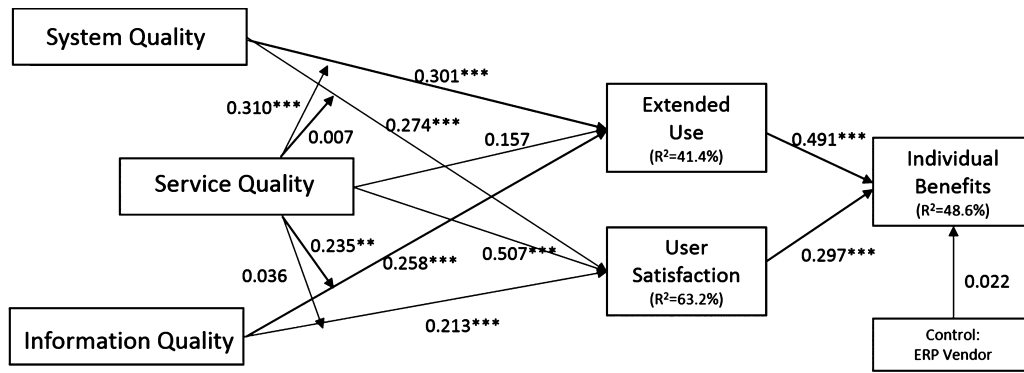 System Quality
0.301***
0.310***
0.007
0.274***
0.157
Extended
Use
(R²=41.4%)
0.491***
Service Quality
Individual
Benefits
(R²=48.6%)
0.235**
0.036
0.258***
0.507***
User
Satisfaction
(R²=63.2%)
0.297***
0.022
0.213***
Information Quality
Control:
ERP Vendor